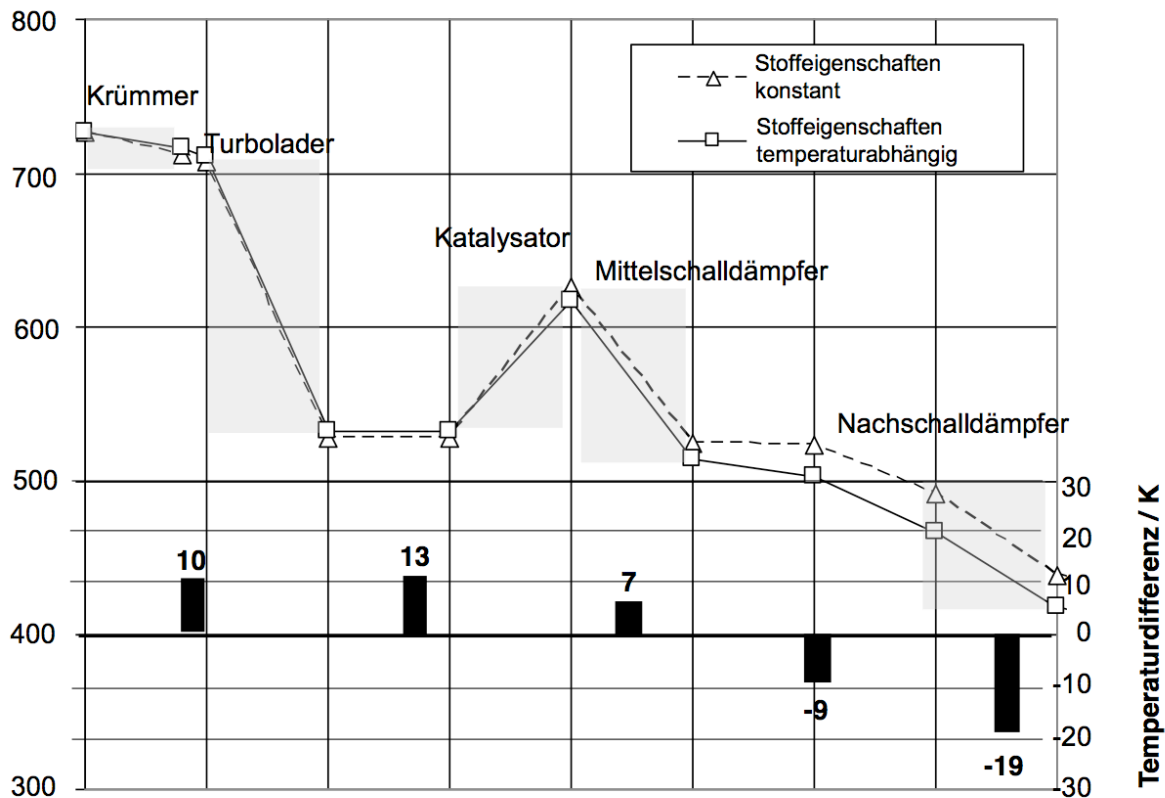 800
Stoffeigenschaften
konstant
Krümmer
Stoffeigenschaften
temperaturabhängig
Turbolader
700
Katalysator
Mittelschalldämpfer
600
Nachschalldämpfer
500
30
20
10
13
7
10
400
0
-10
-9
-20
-19
300
-30
Temperaturdifferenz / K